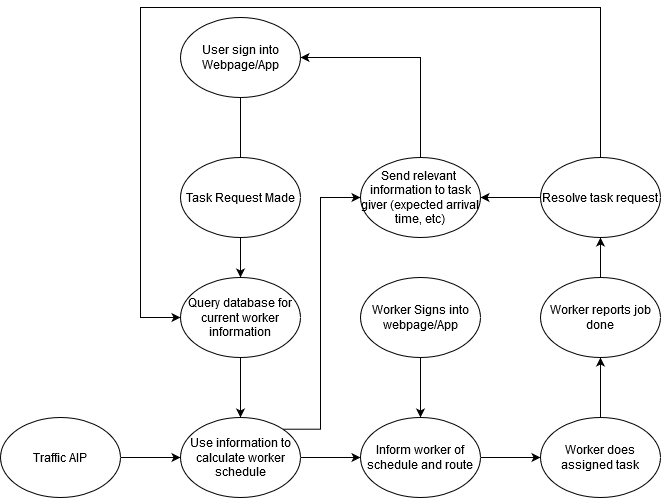 User sign into
Webpage/App
Task Request Made
Send relevant
information to task
giver (expected arrival
time, etc)
Resolve task request
Query database for
current worker
information
Worker Signs into
webpage/App
Worker reports job
done
Traffic AIP
Use information to
calculate worker
schedule
Inform worker of
schedule and route
Worker does
assigned task